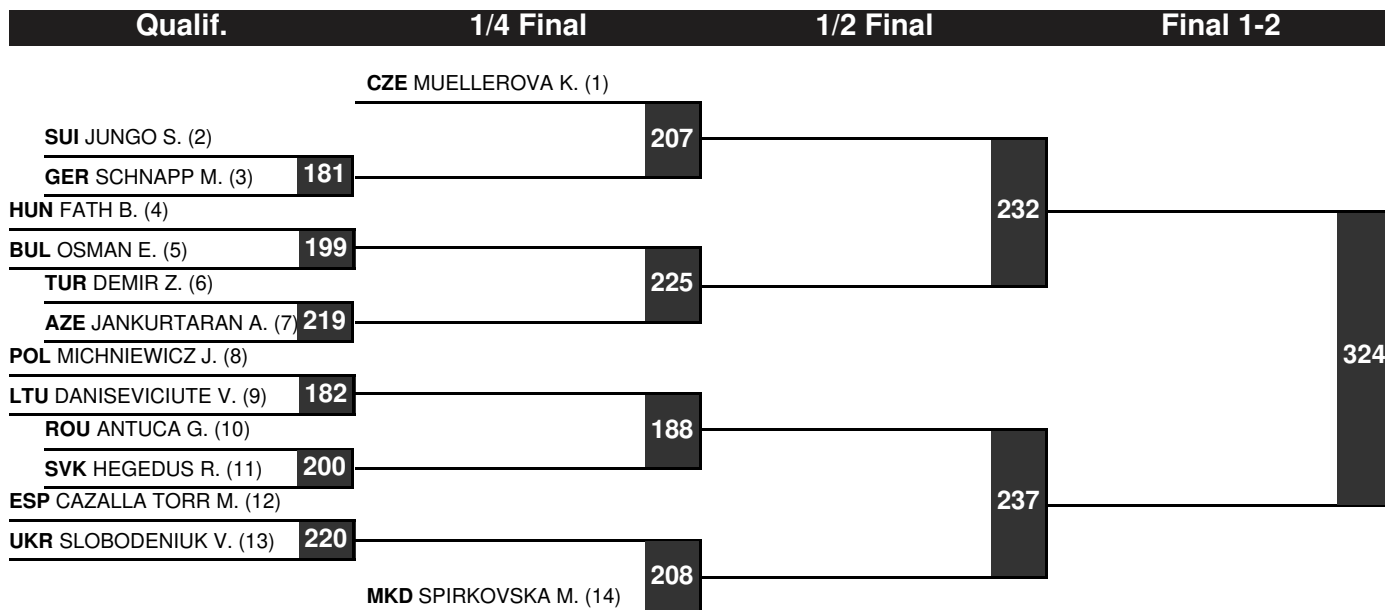 Qualif. 1/4 Final 1/2 Final Final 1-2
CZE MUELLEROVA K. (1)
SUI JUNGO S. (2)
207
GER SCHNAPP M. (3) 181
HUN FATH B. (4)
232
BUL OSMAN E. (5) 199
TUR DEMIR Z. (6)
225
AZE JANKURTARAN A. (7) 219
POL MICHNIEWICZ J. (8)
324
LTU DANISEVICIUTE V. (9) 182
ROU ANTUCA G. (10)
188
SVK HEGEDUS R. (11) 200
ESP CAZALLA TORR M. (12)
237
UKR SLOBODENIUK V. (13) 220
208
MKD SPIRKOVSKA M. (14)